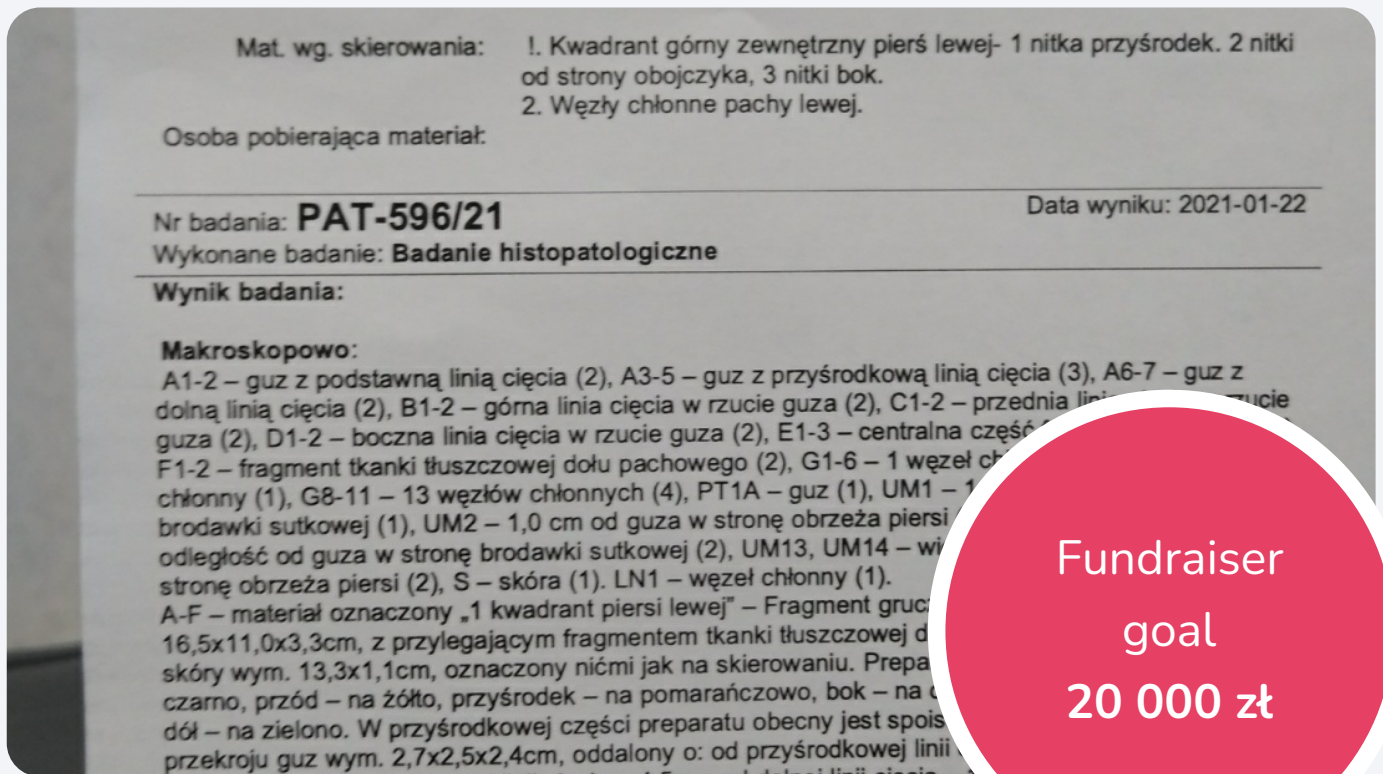 Mat. wg. skierowania: !. Kwadrant górny zewnętrzny pierś lewej- 1 nitka przyśrodek. 2 nitki
od strony obojczyka, 3 nitki bok.
2. Węzły chłonne pachy lewej.
Osoba pobierająca materiał:
Nr badania: PAT-596/21
Data wyniku: 2021-01-22
Wykonane badanie: Badanie histopatologiczne
Wynik badania:
Makroskopowo:
A1-2 – guz z podstawną linią cięcia (2), A3-5 – guz z przyśrodkową linią cięcia (3), A6-7 – guz z
dolną linią cięcia (2), B1-2 – górna linia cięcia w rzucie guza (2), C1-2 – przednia
guza (2), D1-2 – boczna linia cięcia w rzucie guza (2), E1-3 – centralna część
F1-2 – fragment tkanki tłuszczowej dołu pachowego (2), G1-6 – 1 węzeł
chłonny (1), G8-11 – 13 węzłów chłonnych (4), PT1A – guz (1), UM1 –
brodawki sutkowej (1), UM2 – 1,0 cm od guza w stronę obrzeża piersi
odległość od guza w stronę brodawki sutkowej (2), UM13, UM14 –
stronę obrzeża piersi (2), S – skóra (1). LN1 – węzeł chłonny (1).
A-F – materiał oznaczony „1 kwadrant piersi lewej” – Fragment
16,5x11,0x3,3cm, z przylegającym fragmentem tkanki tłuszczowej
skóry wym. 13,3x1,1cm, oznaczony nićmi jak na skierowaniu.
czarno, przód – na żółto, przyśrodek – na pomarańczowo, bok – na
dół – na zielono. W przyśrodkowej części preparatu obecny jest
przekroju guz wym. 2,7x2,5x2,4cm, oddalony o: od przyśrodkowej linii
Fundraiser
goal
20 000 zł